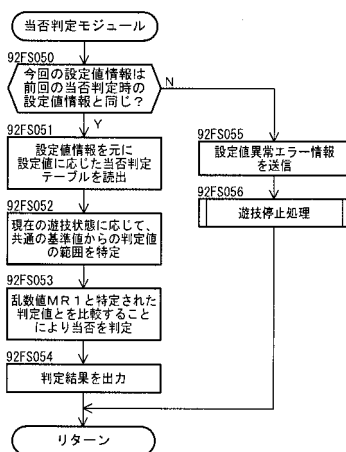 当否判定モジュール
92FS050
今回の設定値情報は
前回の当否判定時の
設定値情報と同じ？
N
Y
92FS051
設定値情報を元に
設定値に応じた当否判定
テーブルを読出
92FS055
設定値異常エラー情報
を送信
92FS056
遊技停止処理
92FS052
現在の遊技状態に応じて、
共通の基準値からの判定値
の範囲を特定
92FS053
乱数値MR1と特定された
判定値とを比較すること
により当否を判定
92FS054
判定結果を出力
リターン